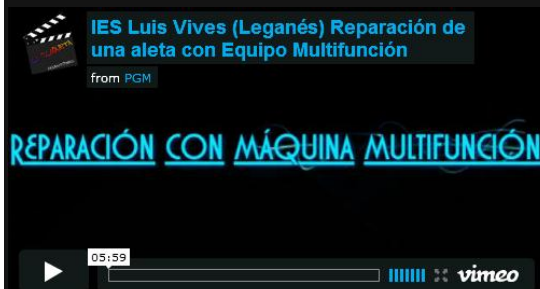 IES Luis Vives (Leganés) Reparación de
una aleta con Equipo Multifunción
from PGM
REPARACIÓN CON MÁQUINA MULTIFUNCIÓN
05:59
vimeo